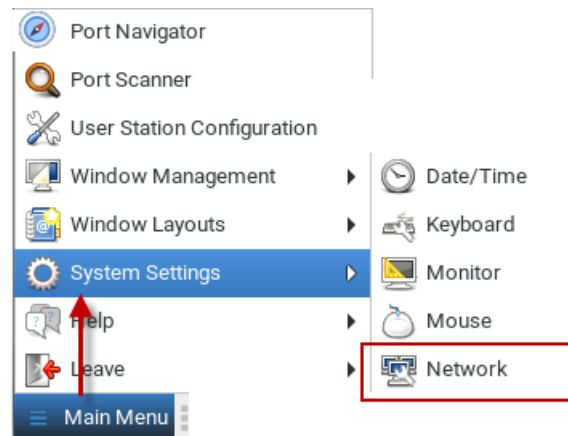 Port Navigator
Port Scanner
User Station Configuration
Window Management
Window Layouts
System Settings
Help
Leave
Main Menu
Date/Time
Keyboard
Monitor
Mouse
Network